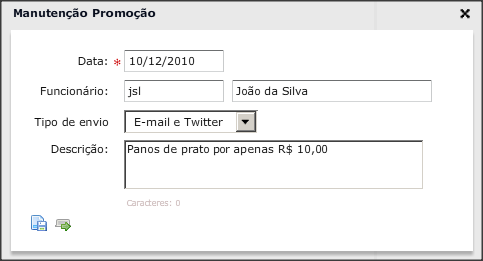 Manutenção Promoção
Data: * 10/12/2010
Funcionário: jsl João da Silva
Tipo de envio E-mail e Twitter
Descrição: Panos de prato por apenas R$ 10,00
Caracteres: 0